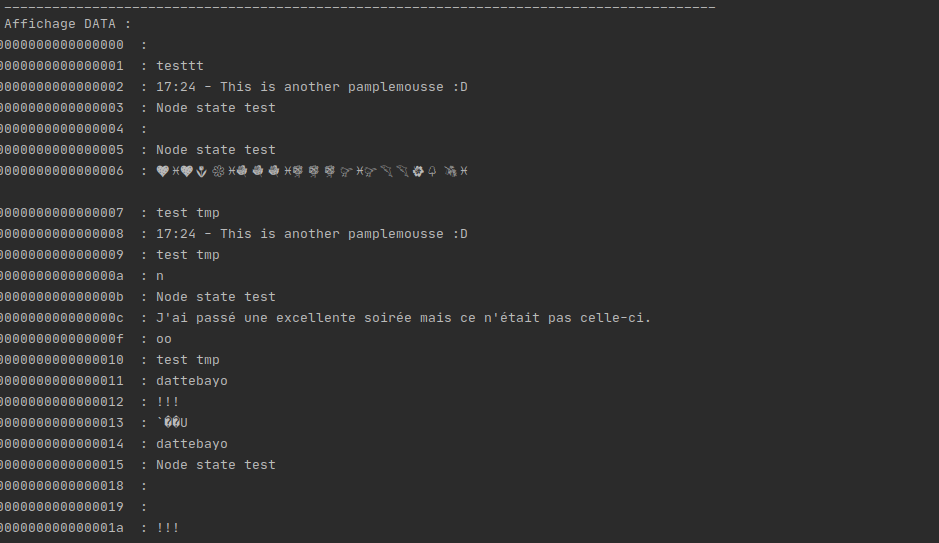 Affichage DATA :
0000000000000000 :
0000000000000001 : testtt
0000000000000002 : 17:24 - This is another pamplemousse :D
0000000000000003 : Node state test
0000000000000004 :
0000000000000005 : Node state test
0000000000000006 :
0000000000000007 : test tmp
0000000000000008 : 17:24 - This is another pamplemousse :D
0000000000000009 : test tmp
000000000000000a : n
000000000000000b : Node state test
000000000000000c : J'ai passé une excellente soirée mais ce n'était pas celle-ci.
000000000000000f : oo
0000000000000010 : test tmp
0000000000000011 : dattebayo
0000000000000012 : !!!
0000000000000013 : `��U
0000000000000014 : dattebayo
0000000000000015 : Node state test
0000000000000018 :
0000000000000019 :
000000000000001a : !!!